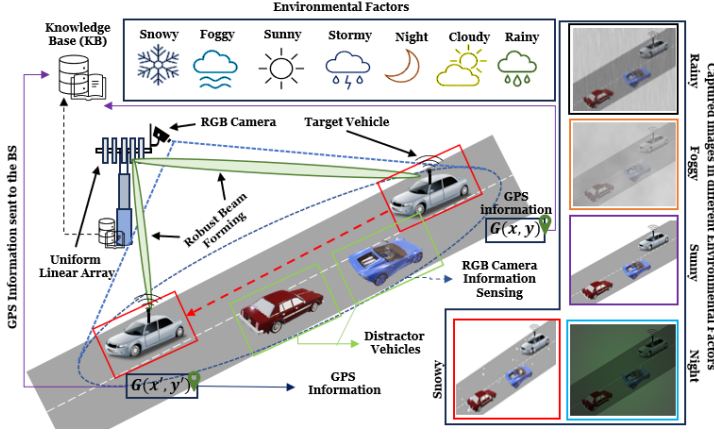 Environmental Factors
Knowledge
Base (KB)
Snowy
Foggy
Sunny
Stormy
Night
Cloudy
Rainy
RGB Camera
Target Vehicle
Robust Beam
Forming
Uniform
Linear Array
GPS Information sent to the BS
GPS
information
G(x, y)
RGB Camera
Information
Sensing
Distractor
Vehicles
G(x′, y′)
GPS
Information
Rainy
Foggy
Sunny
Snowy
Night
Captured images in different Environmental Factors